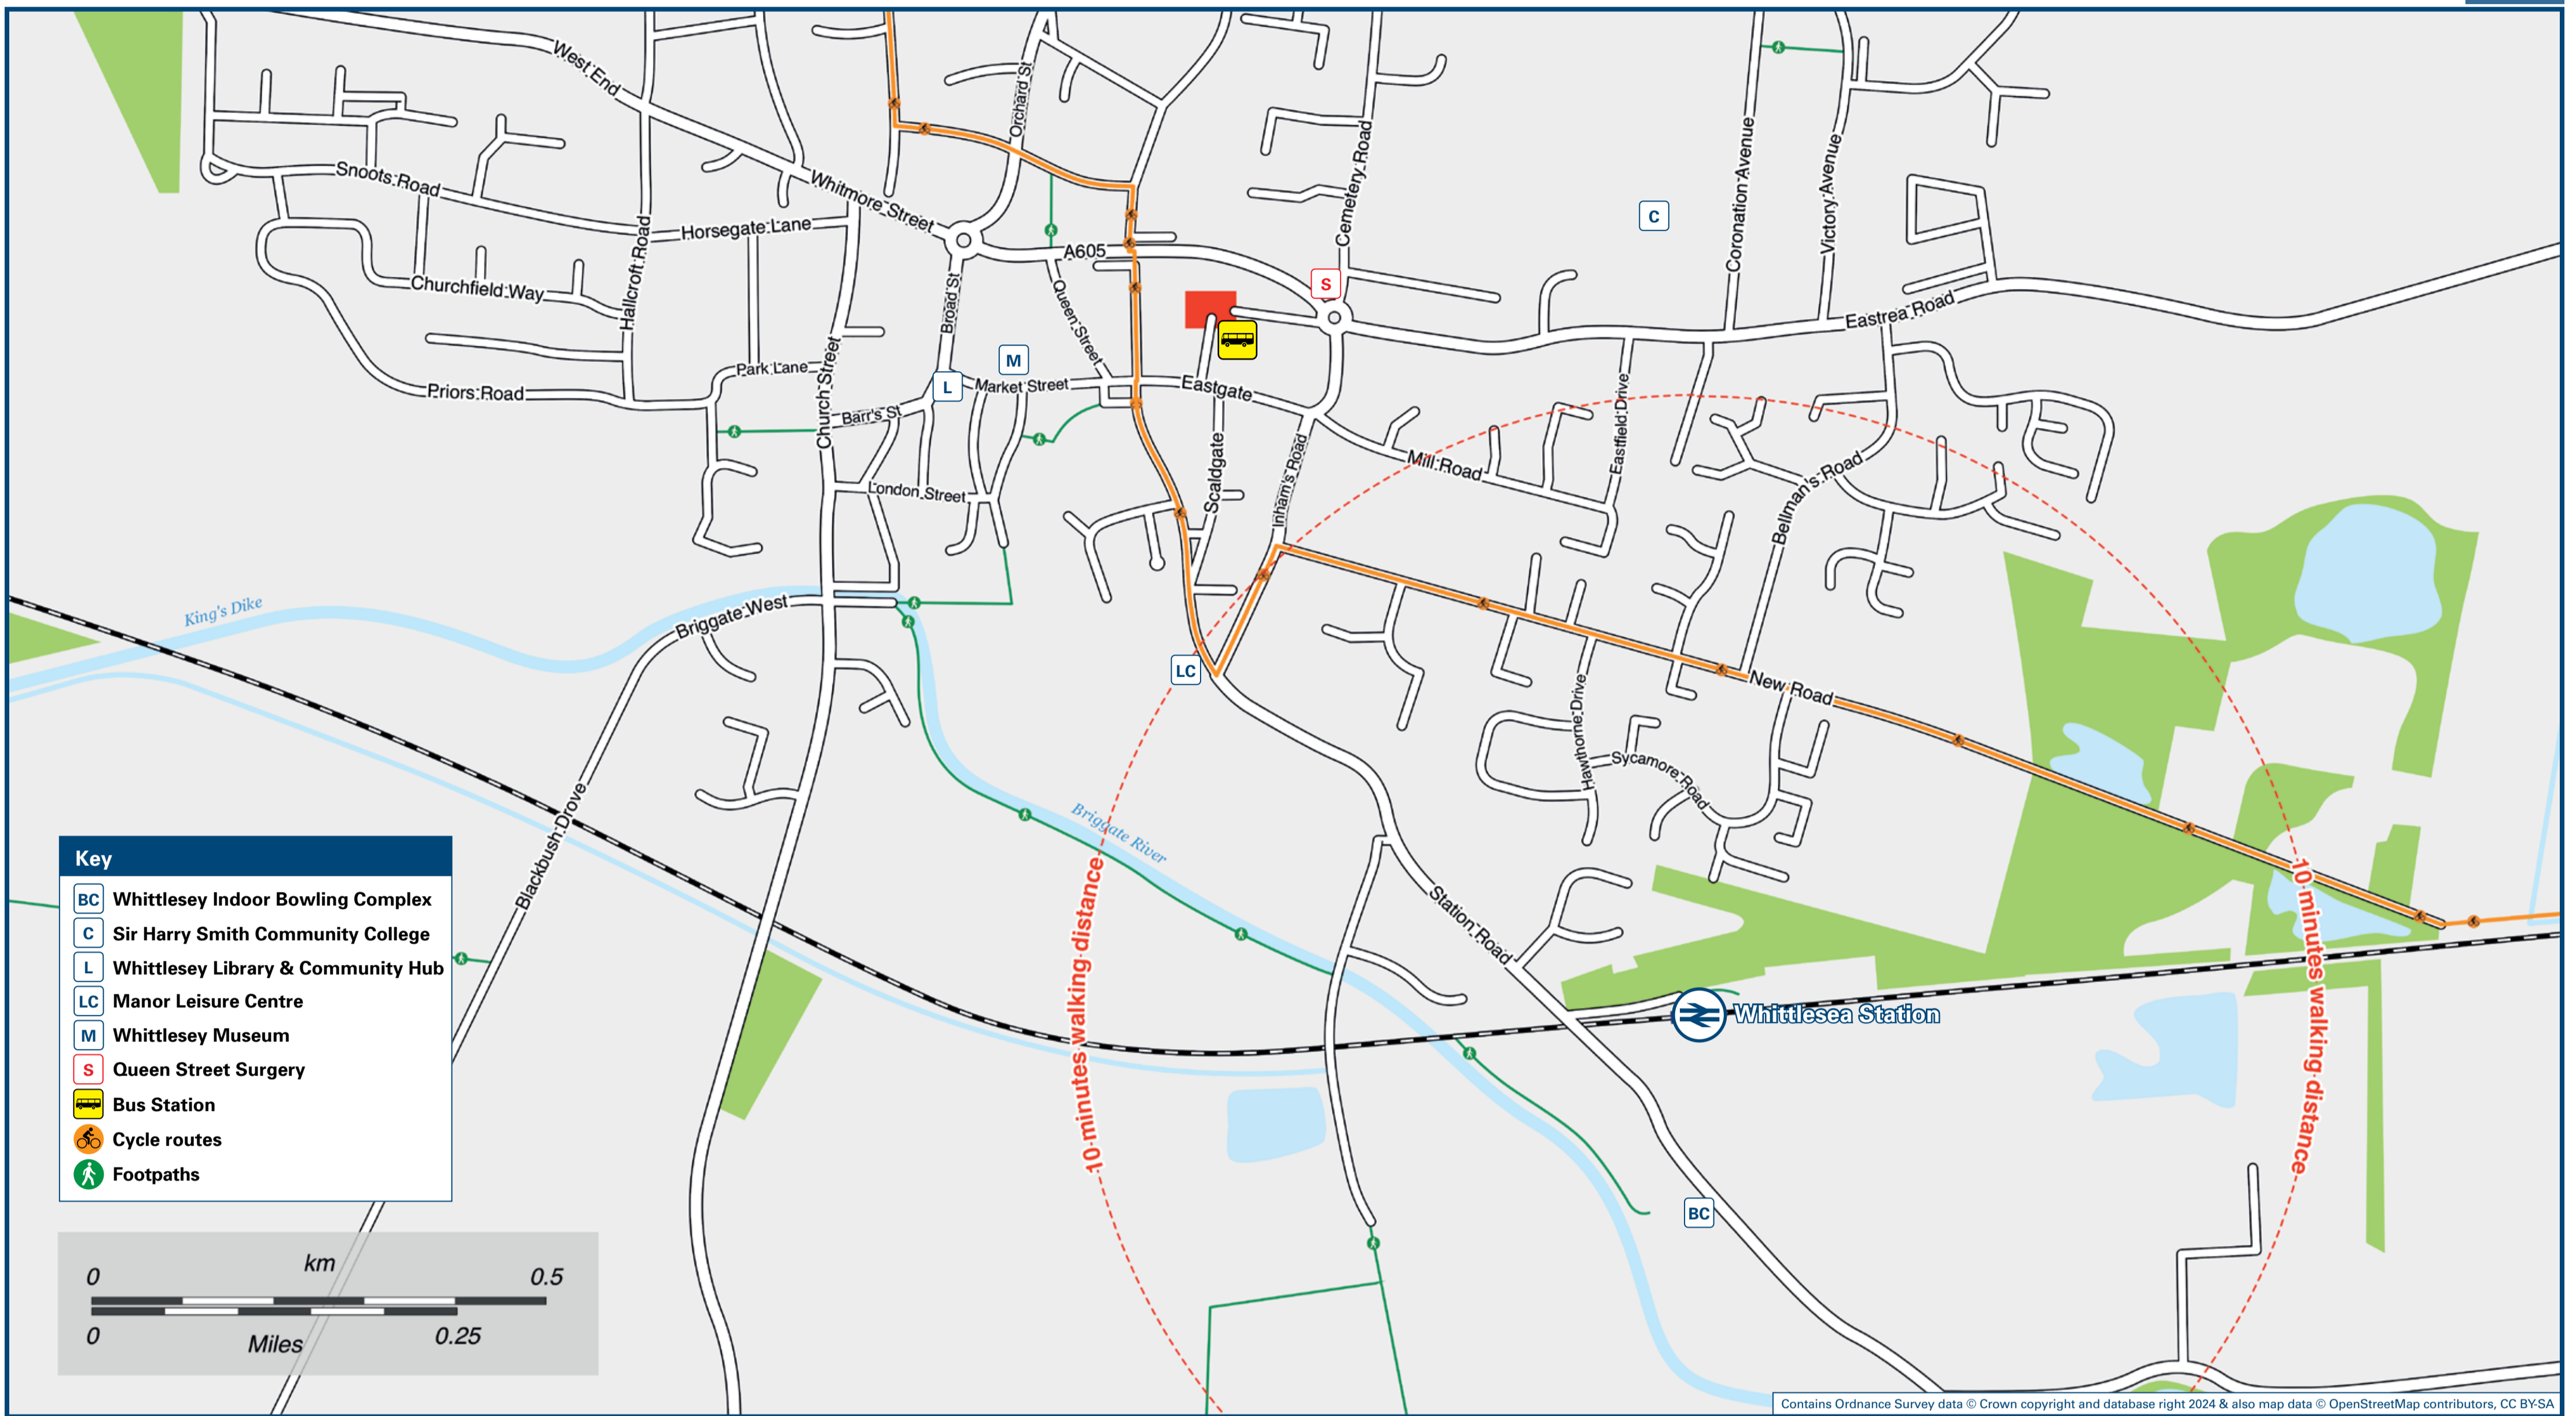 West End
Orchard St
Cemetery Road
Coronation Avenue
Victory Avenue
Snoots Road
Whitmore Street
C
Horsegate Lane
A605
Hallcroft Road
Churchfield Way
Broad St
Queen Street
S
Eastrea Road
Park Lane
Church Street
M
L
Market Street
Eastgate
Priors Road
Barr's St
Eastfield Drive
Scaldgate
Inham's Road
Mill Road
Bellman's Road
London Street
King's Dike
Briggate West
LC
New Road
Hawthorne Drive
Sycamore Road
Blackbush Drove
Briggate River
10 minutes walking distance
10 minutes walking distance
Station Road
Whittlesea Station
BC
Key
BC Whittlesey Indoor Bowling Complex
C Sir Harry Smith Community College
L Whittlesey Library & Community Hub
LC Manor Leisure Centre
M Whittlesey Museum
S Queen Street Surgery
Bus Station
Cycle routes
Footpaths
km
0 0.5
0 0.25
Miles
Contains Ordnance Survey data © Crown copyright and database right 2024 & also map data © OpenStreetMap contributors, CC BY-SA